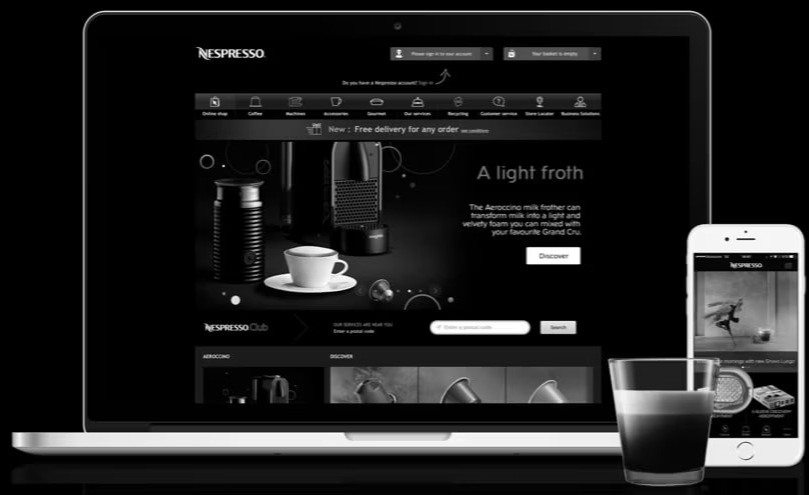 NESPRESSO
Please sign in to your account
Your basket is empty
Do you have a Nespresso account? Sign in
Online shop
Coffee
Machines
Accessories
Gourmet
Our services
Recycling
Customer service
Store Locator
Business Solutions
New : Free delivery for any order see conditions
A light froth
The Aeroccino milk frother can
transform milk into a light and
velvety foam you can mixed with
your favourite Grand Cru.
Discover
NESPRESSO Club
OUR SERVICES ARE NEAR YOU
Enter a postal code
Enter a postal code
Search
AEROCCINO
DISCOVER
NESPRESSO
mornings with new Grand Lungo